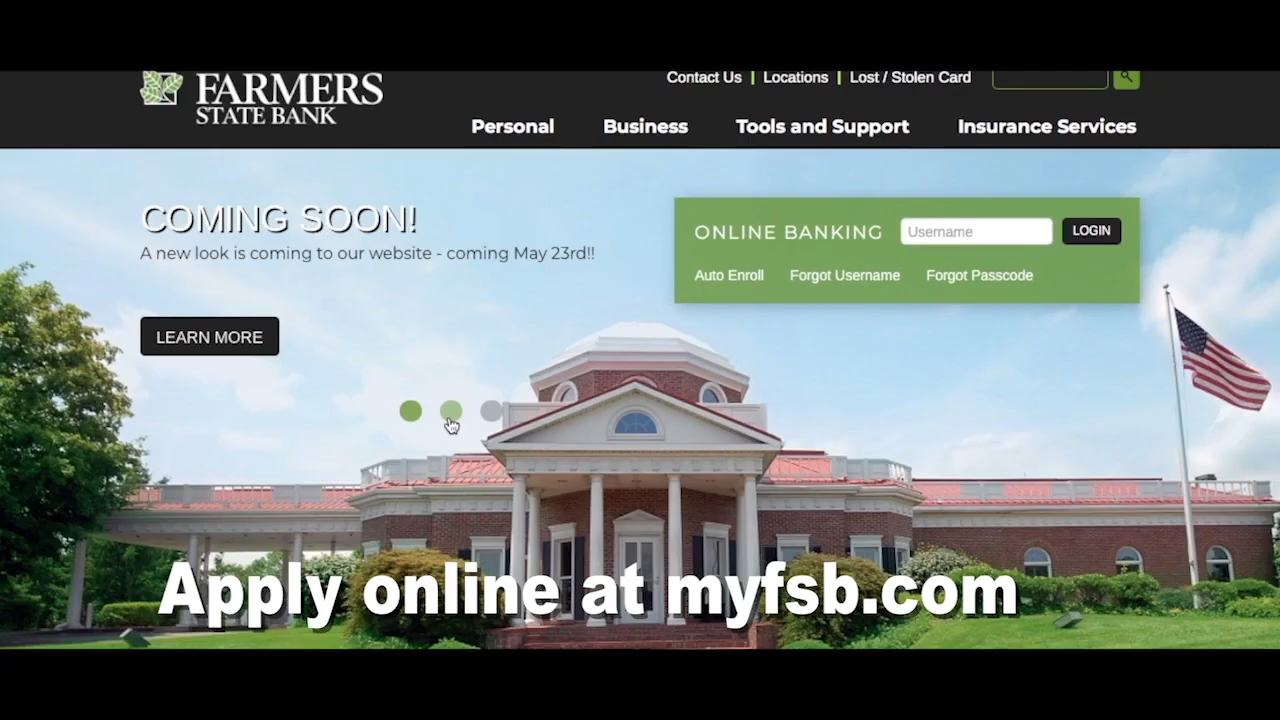 FARMERS
STATE BANK
Contact Us | Locations | Lost / Stolen Card
Personal Business Tools and Support Insurance Services
COMING SOON!
A new look is coming to our website - coming May 23rd!!
LEARN MORE
ONLINE BANKING Username LOGIN
Auto Enroll Forgot Username Forgot Passcode
Apply online at myfsb.com